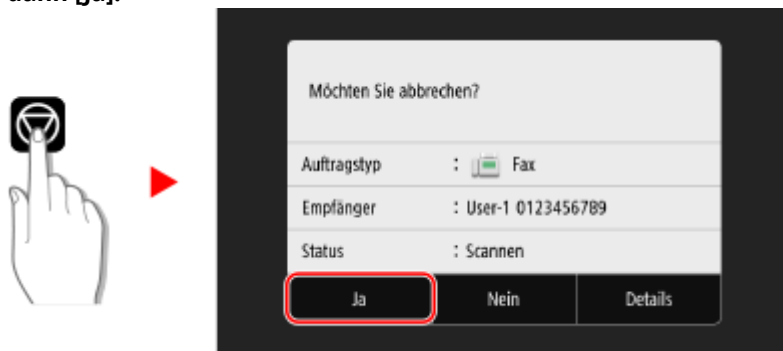 Möchten Sie abbrechen?
Auftragstyp : Fax
Empfänger : User-1 0123456789
Status : Scannen
Ja Nein Details